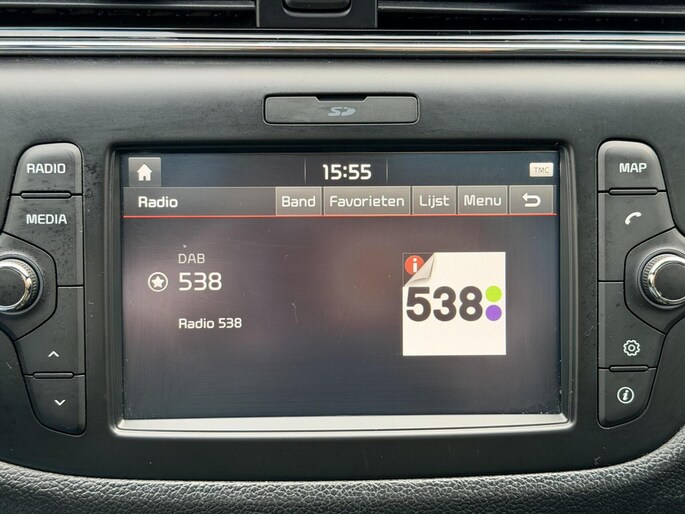 SD
RADIO
MEDIA
15:55
TMC
Radio
Band
Favorieten
Lijst
Menu
DAB
538
Radio 538
538
MAP